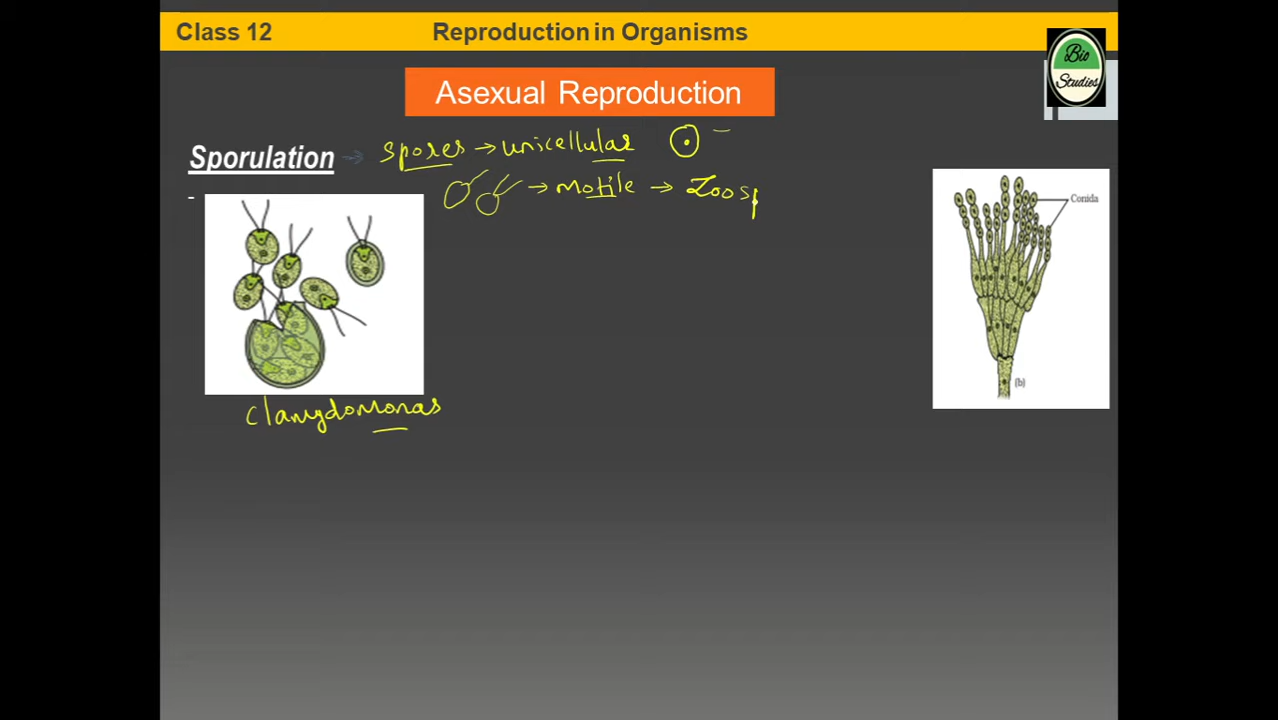 Class 12 Reproduction in Organisms
Bio
Studies
Asexual Reproduction
Sporulation → spores → unicellular
→ motile → Zoosp
Conida
(b)
clamydomonas